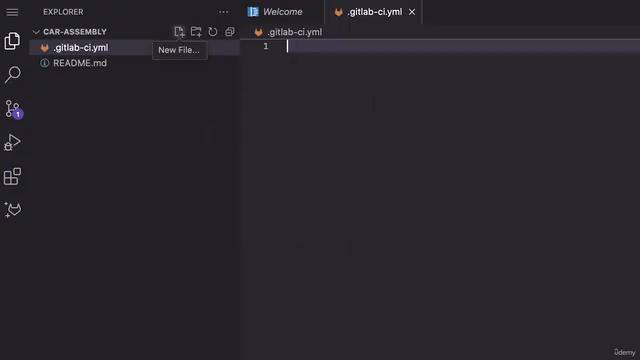 EXPLORER
Welcome
.gitlab-ci.yml
CAR-ASSEMBLY
.gitlab-ci.yml
.gitlab-ci.yml
1
New File...
README.md
1
udemy